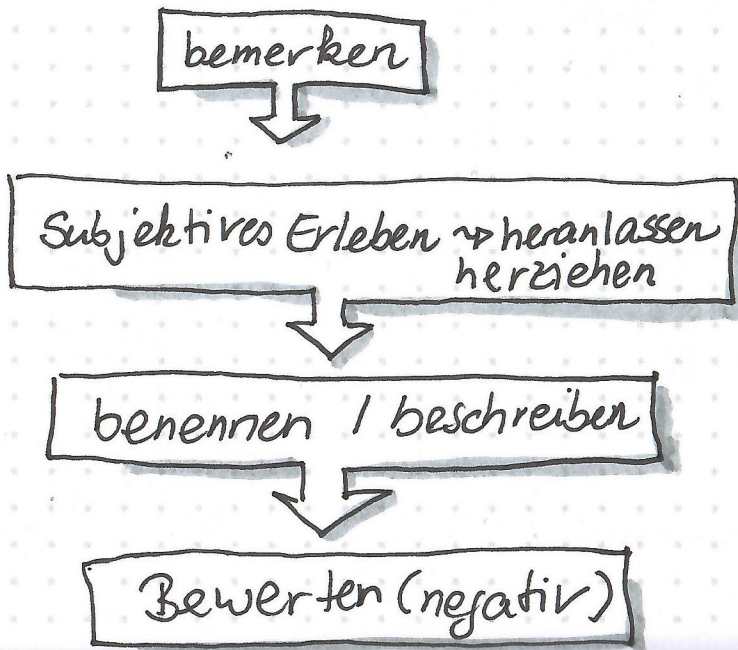 bemerken
Subjektives Erleben ⇝ heranlassen
herziehen
benennen / beschreiben
Bewerten (negativ)